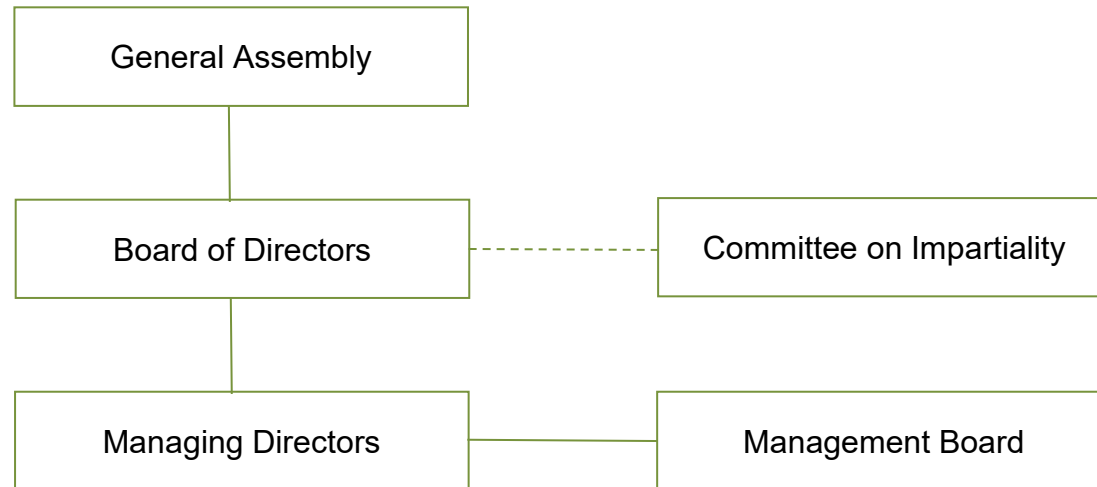 General Assembly
Board of Directors
Committee on Impartiality
Managing Directors
Management Board